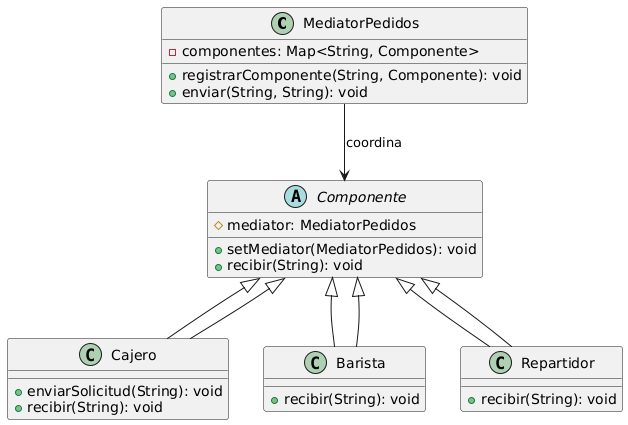 C MediatorPedidos
componentes: Map<String, Componente>
registrarComponente(String, Componente): void
enviar(String, String): void
coordina
A Componente
mediator: MediatorPedidos
setMediator(MediatorPedidos): void
recibir(String): void
C Cajero
enviarSolicitud(String): void
recibir(String): void
C Barista
recibir(String): void
C Repartidor
recibir(String): void